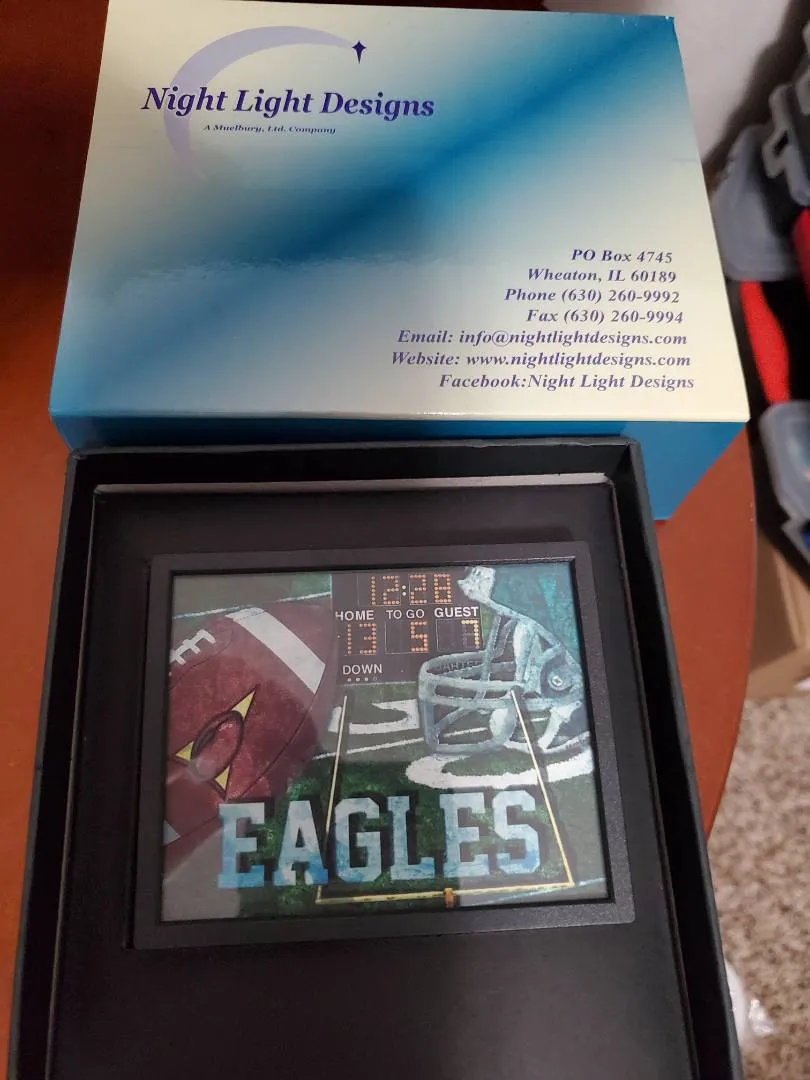 Night Light Designs
A Muelbury, Ltd. Company
PO Box 4745
Wheaton, IL 60189
Phone (630) 260-9992
Fax (630) 260-9994
Email: info@nightlightdesigns.com
Website: www.nightlightdesigns.com
Facebook:Night Light Designs
12:28
HOME TO GO GUEST
13 5 7
DOWN
EAGLES